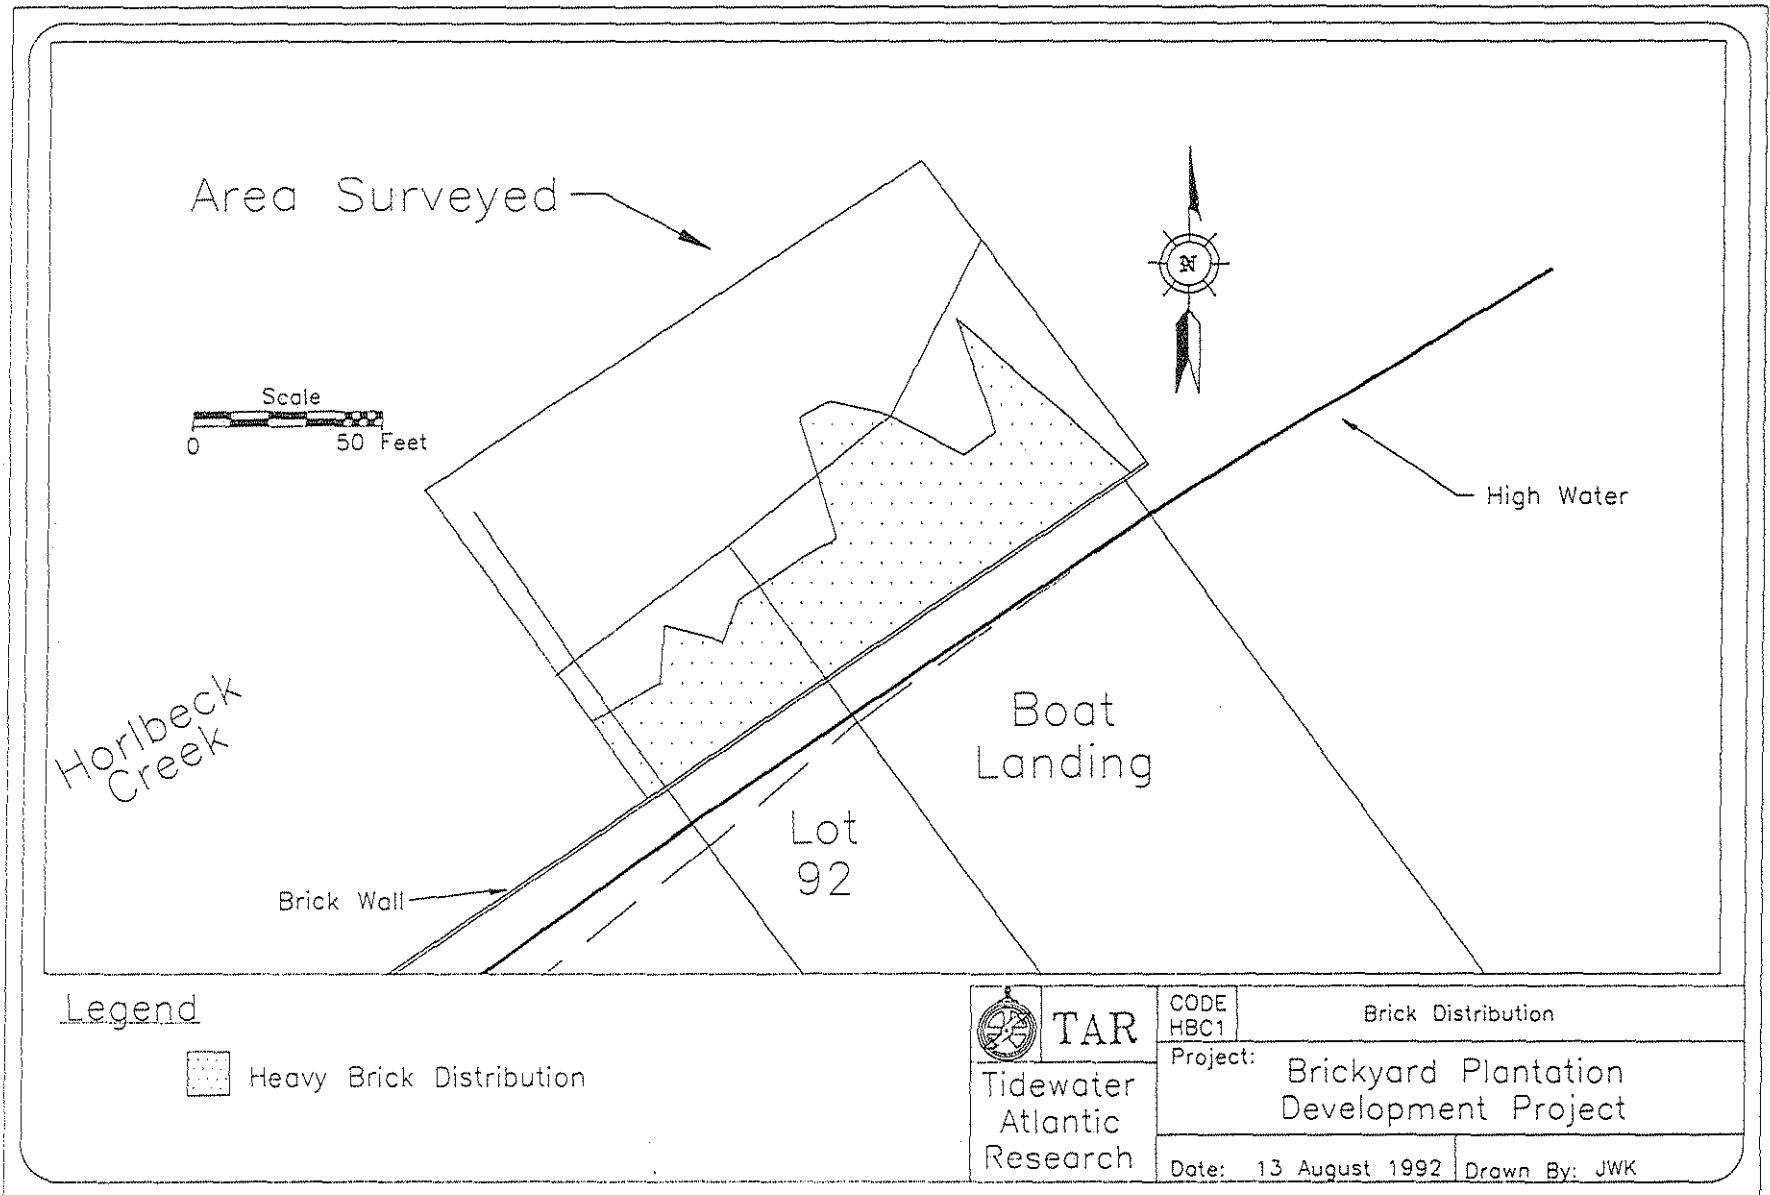 Area Surveyed
N
Scale
0 50 Feet
High Water
Horlbeck
Creek
Boat
Landing
Lot
92
Brick Wall
Legend
Heavy Brick Distribution
TAR
Tidewater
Atlantic
Research
CODE
HBC1
Brick Distribution
Project:
Brickyard Plantation
Development Project
Date: 13 August 1992
Drawn By: JWK